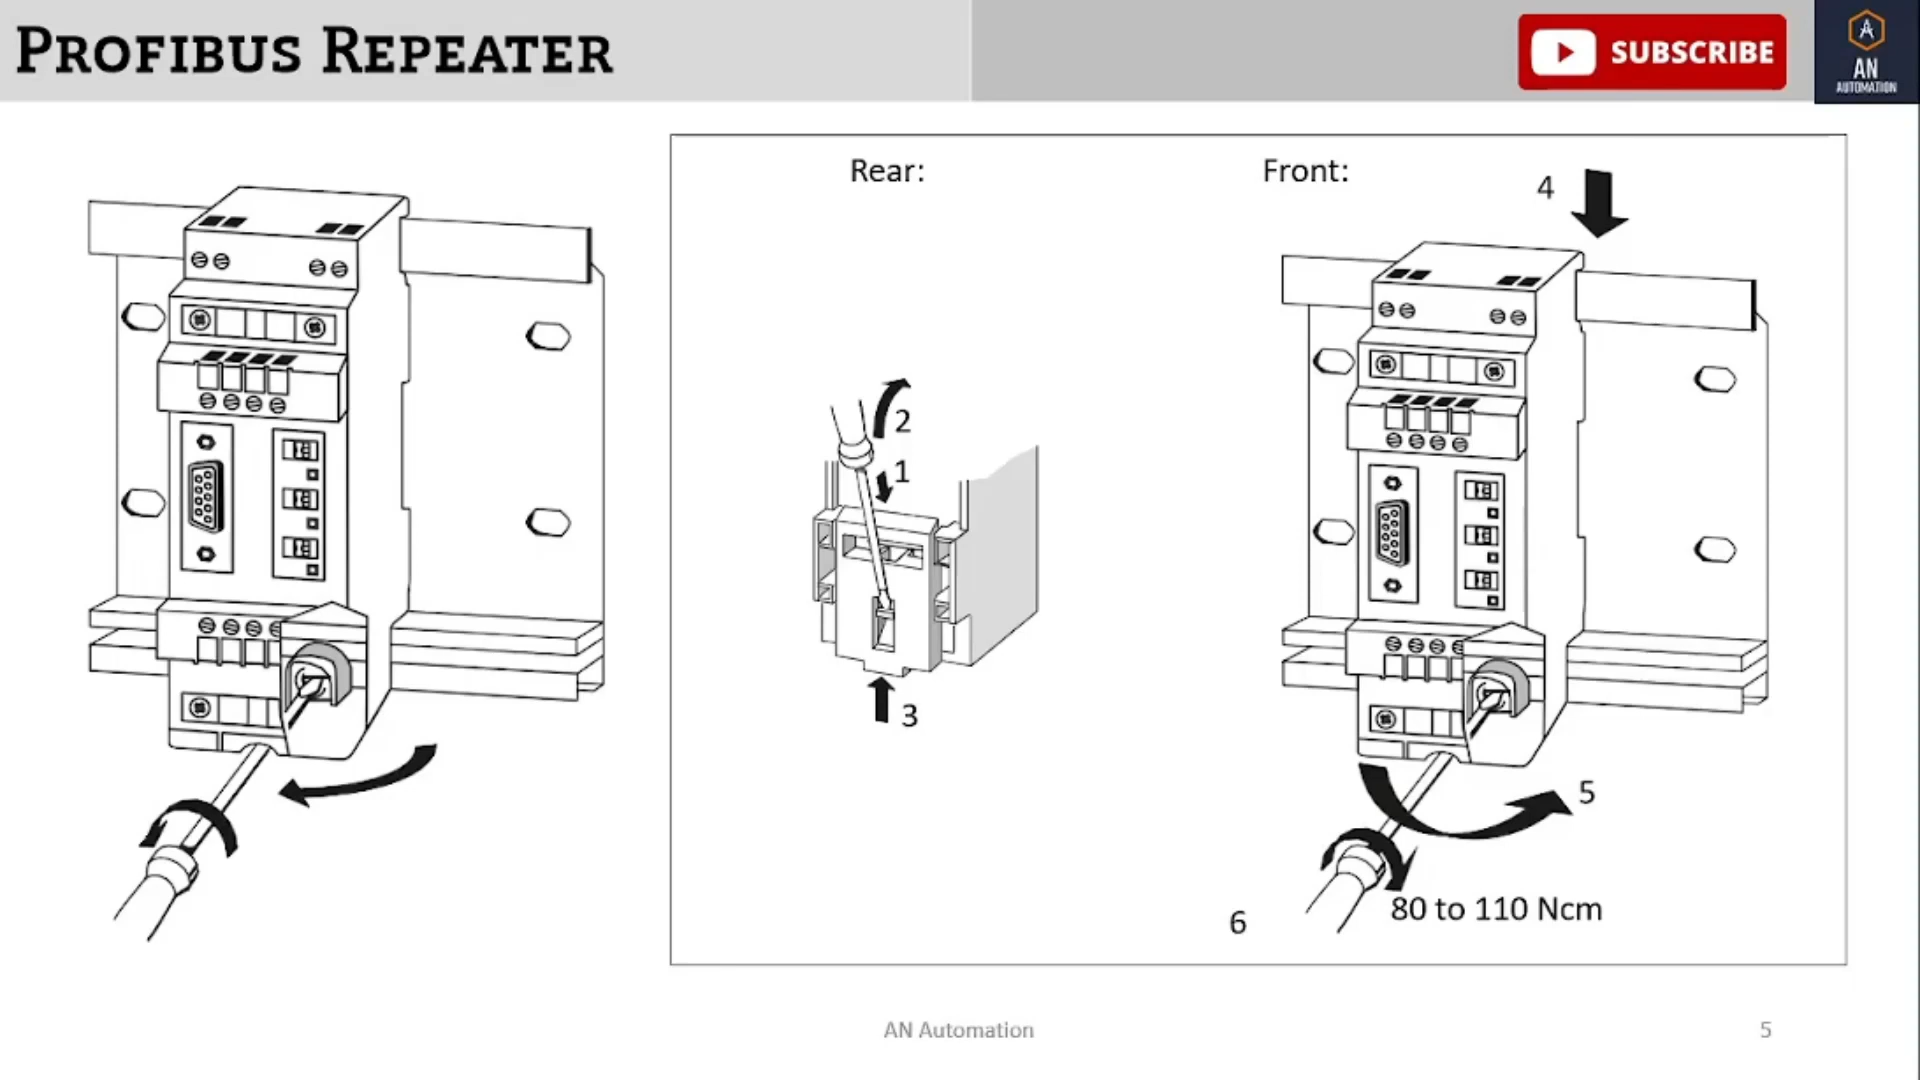 PROFIBUS REPEATER
SUBSCRIBE
AN
AUTOMATION
Rear:
Front:
4
2
1
3
5
80 to 110 Ncm
6
AN Automation
5